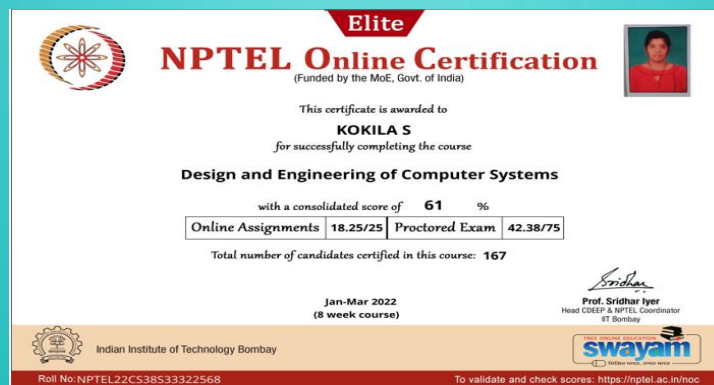 Elite
NPTEL Online Certification
(Funded by the MoE, Govt. of India)
This certificate is awarded to
KOKILA S
for successfully completing the course
Design and Engineering of Computer Systems
with a consolidated score of 61 %
Online Assignments 18.25/25 Proctored Exam 42.38/75
Total number of candidates certified in this course: 167
Sridhar
Jan-Mar 2022
(8 week course)
Prof. Sridhar Iyer
Head CDEEP & NPTEL Coordinator
IIT Bombay
Indian Institute of Technology Bombay
FREE ONLINE EDUCATION
swayam
Roll No: NPTEL22CS38S33322568
To validate and check scores: https://nptel.ac.in/noc